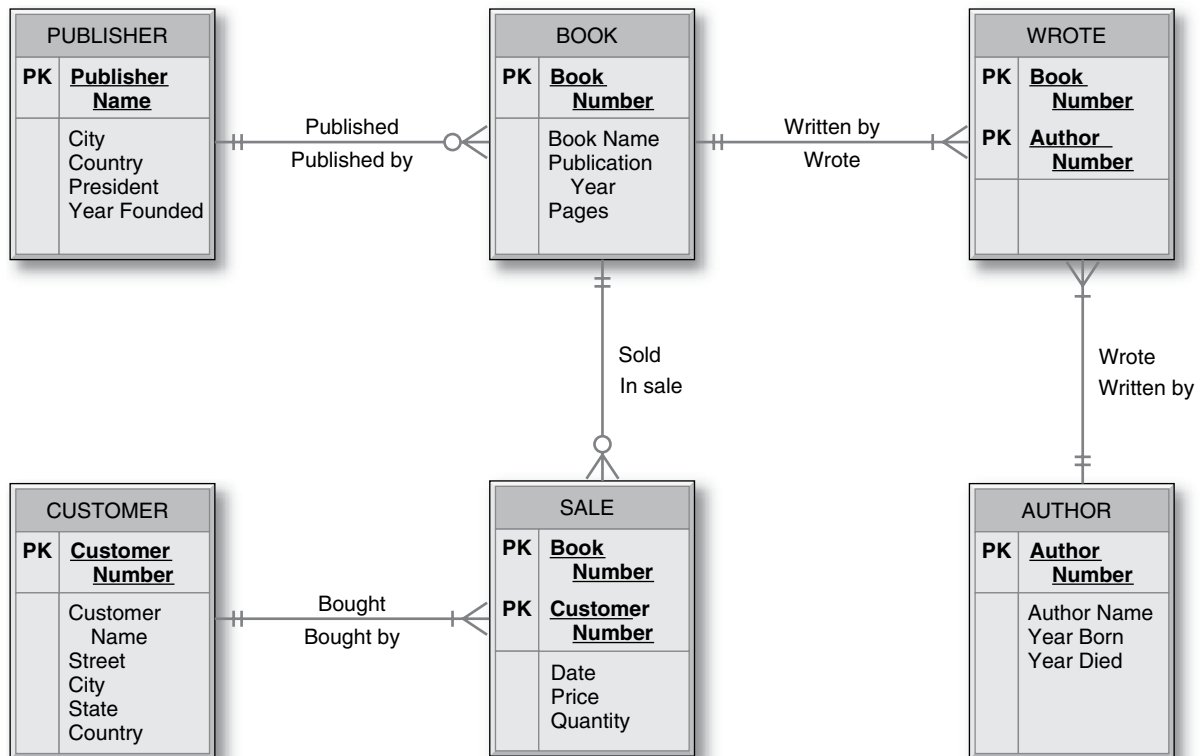 PUBLISHER
PK Publisher
Name
City
Country
President
Year Founded
Published
Published by
BOOK
PK Book
Number
Book Name
Publication
Year
Pages
Written by
Wrote
WROTE
PK Book
Number
PK Author
Number
Sold
In sale
Wrote
Written by
CUSTOMER
PK Customer
Number
Customer
Name
Street
City
State
Country
Bought
Bought by
SALE
PK Book
Number
PK Customer
Number
Date
Price
Quantity
AUTHOR
PK Author
Number
Author Name
Year Born
Year Died